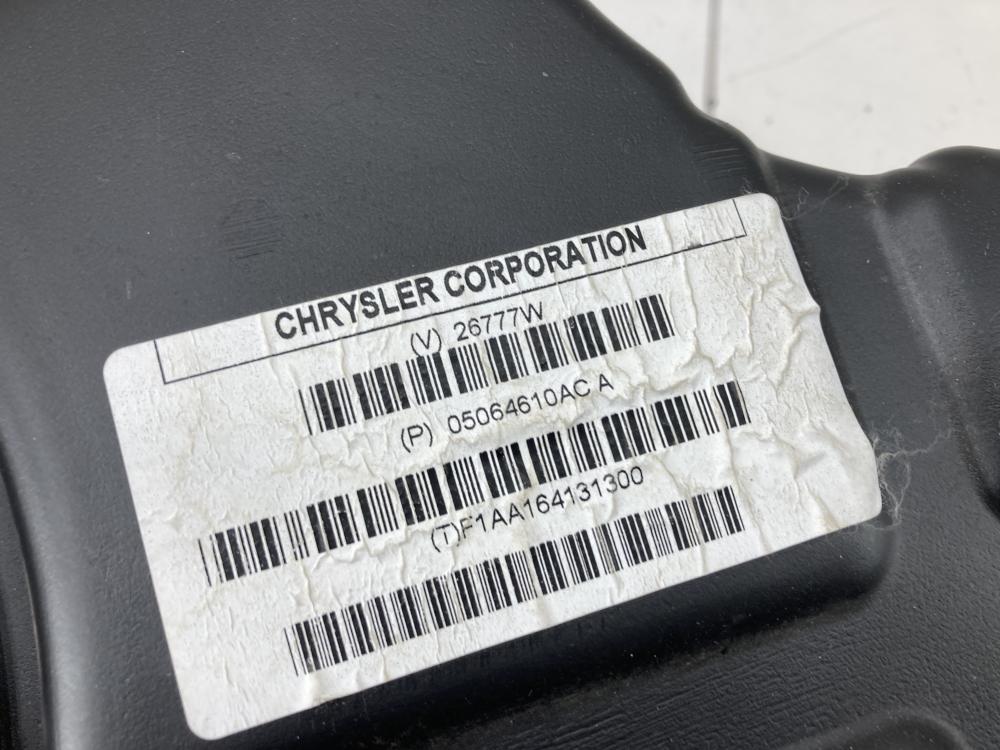 CHRYSLER CORPORATION
(V) 26777W
(P) 05064610AC A
(T)F1AA164131300